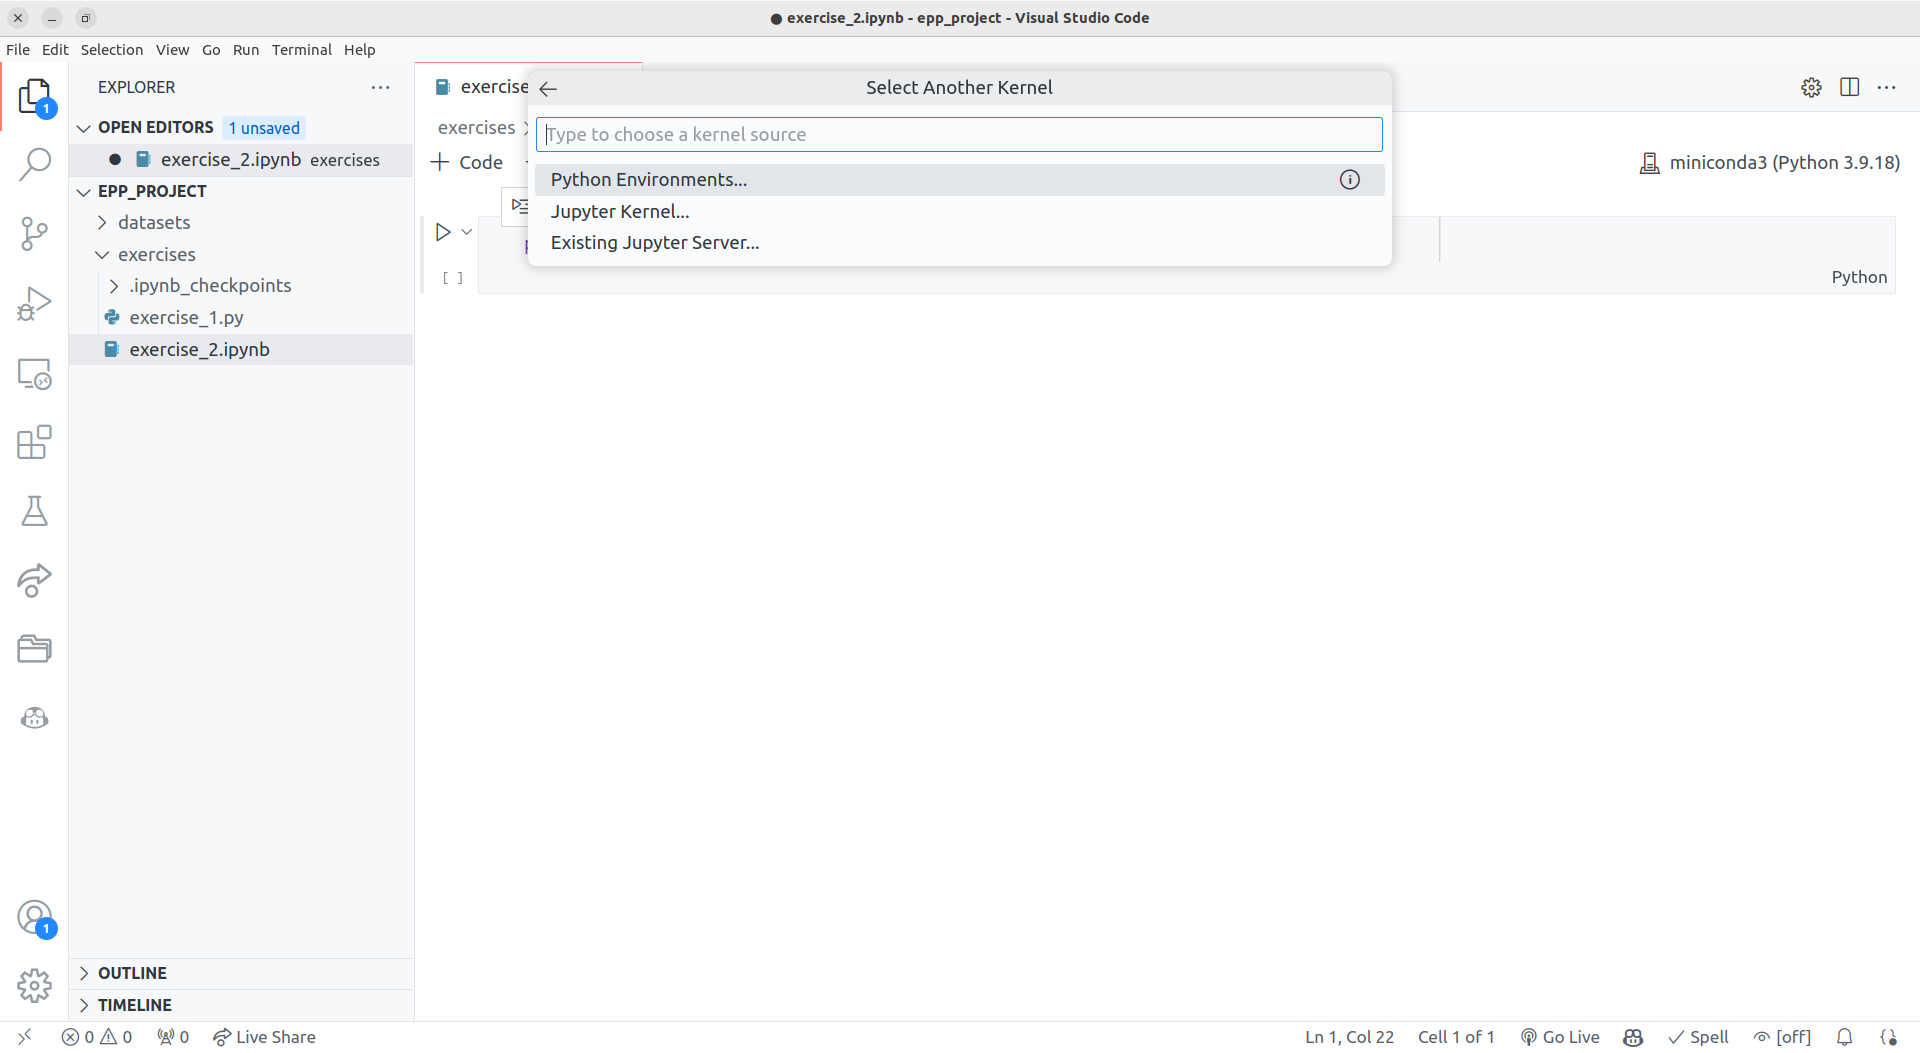 exercise_2.ipynb - epp_project - Visual Studio Code
File Edit Selection View Go Run Terminal Help
EXPLORER
OPEN EDITORS 1 unsaved
exercise_2.ipynb exercises
EPP_PROJECT
datasets
exercises
.ipynb_checkpoints
exercise_1.py
exercise_2.ipynb
OUTLINE
TIMELINE
1
1
exercise
exercises
Code
Select Another Kernel
Type to choose a kernel source
Python Environments...
Jupyter Kernel...
Existing Jupyter Server...
miniconda3 (Python 3.9.18)
[ ]
Python
0 0 0 Live Share
Ln 1, Col 22 Cell 1 of 1 Go Live Spell [off]